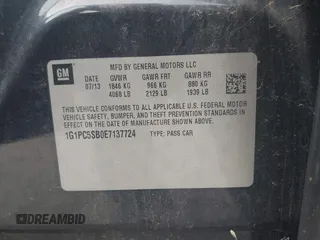 GM
MFD BY GENERAL MOTORS LLC
DATE GVWR GAWR FRT GAWR RR
07/13 1846 KG 966 KG 880 KG
4068 LB 2129 LB 1939 LB
THIS VEHICLE CONFORMS TO ALL APPLICABLE U.S. FEDERAL MOTOR
VEHICLE SAFETY, BUMPER, AND THEFT PREVENTION STANDARDS IN
EFFECT ON THE DATE OF MANUFACTURE SHOWN ABOVE.
1G1PC5SB0E7137724 TYPE: PASS CAR
DREAMBID